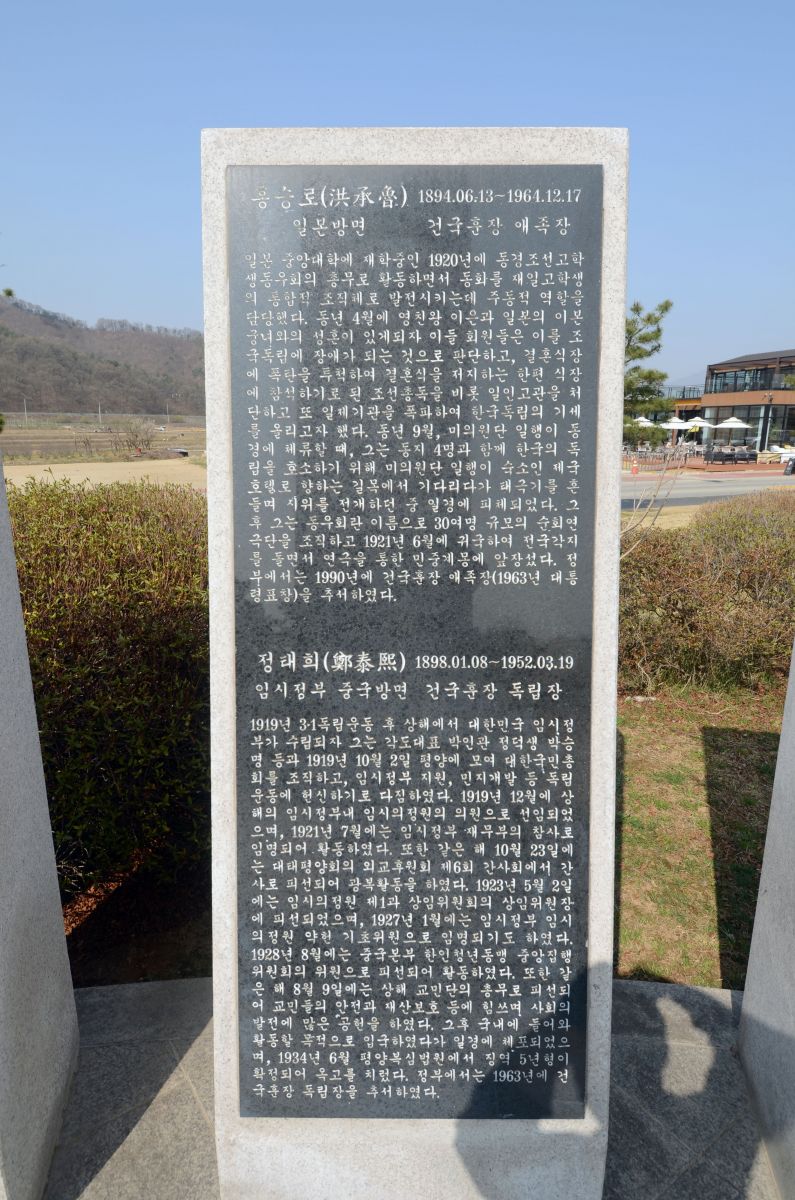 홍승로(洪承魯) 1894.06.13~1964.12.17
일본방면 건국훈장 애족장
일본 중앙대학에 재학중인 1920년에 동경조선고학
생동우회의 총무로 활동하면서 동회를 재일고학생
의 통합적 조직체로 발전시키는데 주동적 역할을
담당했다. 동년 4월에 영친왕 이은과 일본의 이본
궁녀와의 성혼이 있게되자 이들 회원들은 이를 조
국독립에 장애가 되는 것으로 판단하고, 결혼식장
에 폭탄을 투척하여 결혼식을 저지하는 한편 식장
에 참석하기로 된 조선총독을 비롯 일인고관을 처
단하고 또 일제기관을 폭파하여 한국독립의 기세
를 올리고자 했다. 동년 9월, 미의원단 일행이 동
경에 체류할 때, 그는 동지 4명과 함께 한국의 독
립을 호소하기 위해 미의원단 일행이 숙소인 제국
호텔로 향하는 길목에서 기다리다가 태극기를 흔
들며 시위를 전개하던 중 일경에 피체되었다. 그
후 그는 동우회란 이름으로 30여명 규모의 순회연
극단을 조직하고 1921년 6월에 귀국하여 전국각지
를 돌면서 연극을 통한 민중계몽에 앞장섰다. 정
부에서는 1990년에 건국훈장 애족장(1963년 대통
령표창)을 추서하였다.
정태희(鄭泰熙) 1898.01.08~1952.03.19
임시정부 중국방면 건국훈장 독립장
1919년 3·1독립운동 후 상해에서 대한민국 임시정
부가 수립되자 그는 각도대표 박인관 정덕생 박승
명 등과 1919년 10월 2일 평양에 모여 대한국민총
회를 조직하고, 임시정부 지원, 민지개발 등 독립
운동에 헌신하기로 다짐하였다. 1919년 12월에 상
해의 임시정부내 임시의정원의 의원으로 선임되었
으며, 1921년 7월에는 임시정부 재무부의 참사로
임명되어 활동하였다. 또한 같은 해 10월 23일에
는 대태평양회의 외교후원회 제6회 간사회에서 간
사로 피선되어 광복활동을 하였다. 1923년 5월 2일
에는 임시의정원 제1과 상임위원회의 상임위원장
에 피선되었으며, 1927년 1월에는 임시정부 임시
의정원 약헌 기초위원으로 임명되기도 하였다.
1928년 8월에는 중국본부 한인청년동맹 중앙집행
위원회의 위원으로 피선되어 활동하였다. 또한 같
은 해 8월 9일에는 상해 교민단의 총무로 피선되
어 교민들의 안전과 재산보호 등에 힘쓰며 사회의
발전에 많은 공헌을 하였다. 그후 국내에 들어와
활동할 목적으로 입국하였다가 일경에 체포되었으
며, 1934년 6월 평양복심법원에서 징역 5년형이
확정되어 옥고를 치렀다. 정부에서는 1963년에 건
국훈장 독립장을 추서하였다.